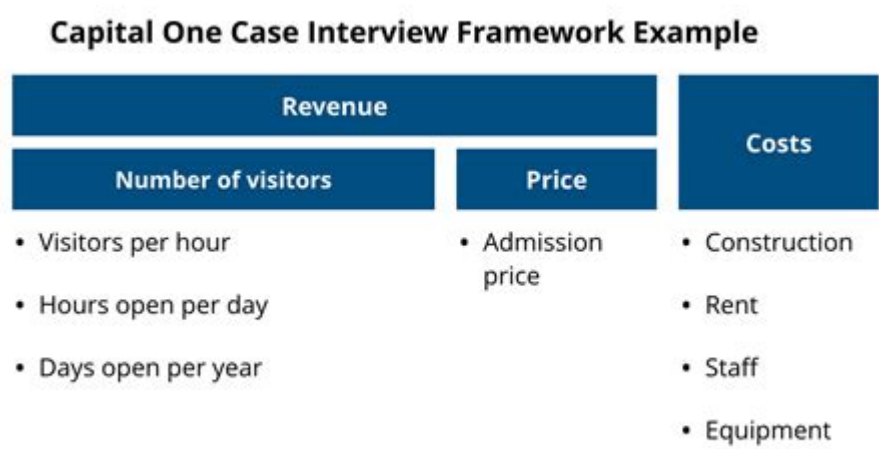 Capital One Case Interview Framework Example
Revenue
Number of visitors
• Visitors per hour
• Hours open per day
• Days open per year
Price
• Admission
price
Costs
• Construction
• Rent
• Staff
• Equipment